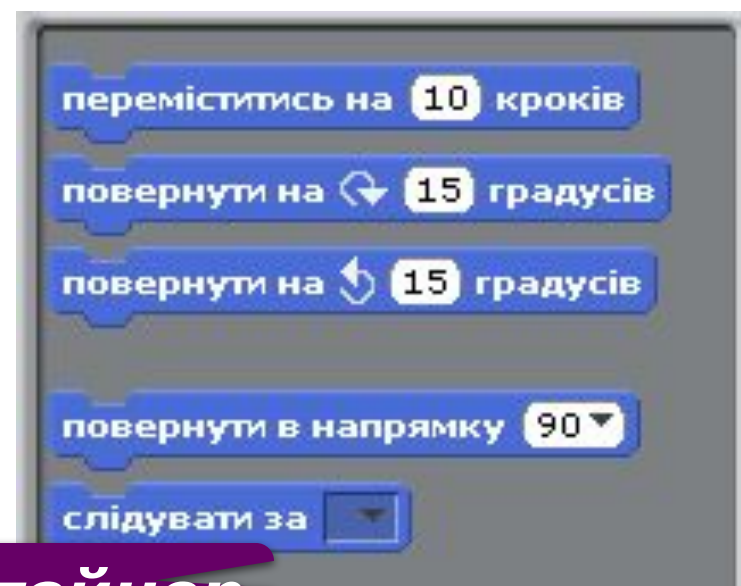 переміститись на 10 кроків
повернути на 15 градусів
повернути на 15 градусів
повернути в напрямку 90
слідувати за